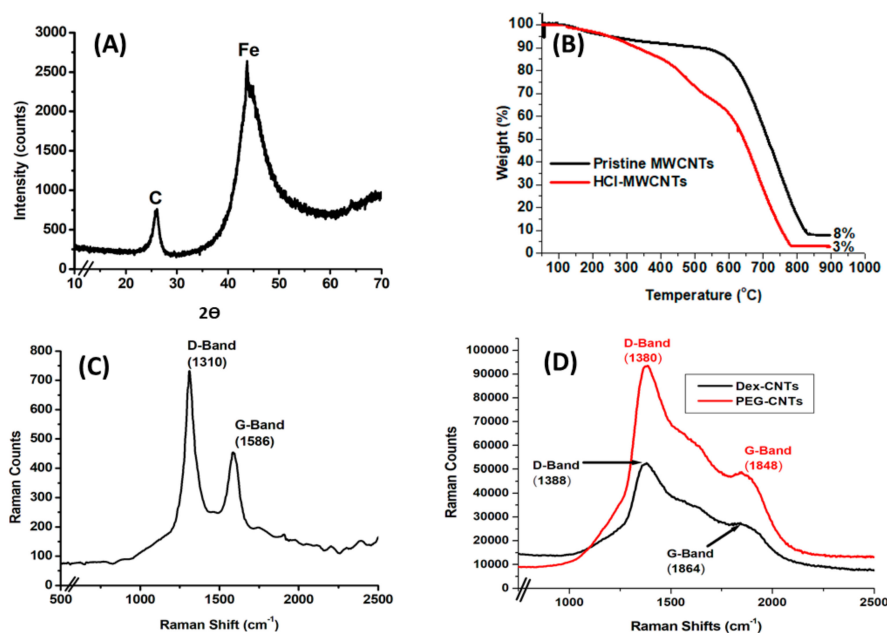 (A)
Fe
C
3000
2500
2000
1500
1000
500
0
Intensity (counts)
10 20 30 40 50 60 70
2Θ
(B)
100
90
80
70
60
50
40
30
20
10
0
Weight (%)
Pristine MWCNTs
HCl-MWCNTs
8%
3%
100 200 300 400 500 600 700 800 900 1000
Temperature (°C)
(C)
D-Band
(1310)
G-Band
(1586)
800
700
600
500
400
300
200
100
0
Raman Counts
500 1000 1500 2000 2500
Raman Shift (cm⁻¹)
(D)
D-Band
(1380)
Dex-CNTs
PEG-CNTs
G-Band
(1848)
D-Band
(1388)
G-Band
(1864)
100000
90000
80000
70000
60000
50000
40000
30000
20000
10000
0
Raman Counts
1000 1500 2000 2500
Raman Shifts (cm⁻¹)